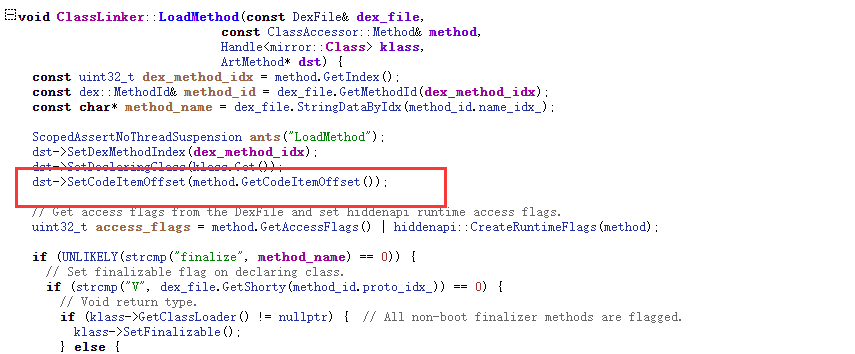 void ClassLinker::LoadMethod(const DexFile& dex_file,
const ClassAccessor::Method& method,
Handle<mirror::Class> klass,
ArtMethod* dst) {
const uint32_t dex_method_idx = method.GetIndex();
const dex::MethodId& method_id = dex_file.GetMethodId(dex_method_idx);
const char* method_name = dex_file.StringDataByIdx(method_id.name_idx_);
ScopedAssertNoThreadSuspension ants("LoadMethod");
dst->SetDexMethodIndex(dex_method_idx);
dst->SetDeclaringClass(klass.Get());
dst->SetCodeItemOffset(method.GetCodeItemOffset());
// Get access flags from the DexFile and set hiddenapi runtime access flags.
uint32_t access_flags = method.GetAccessFlags() | hiddenapi::CreateRuntimeFlags(method);
if (UNLIKELY(strcmp("finalize", method_name) == 0)) {
// Set finalizable flag on declaring class.
if (strcmp("V", dex_file.GetShorty(method_id.proto_idx_)) == 0) {
// Void return type.
if (klass->GetClassLoader() != nullptr) {  // All non-boot finalizer methods are flagged.
klass->SetFinalizable();
} else {